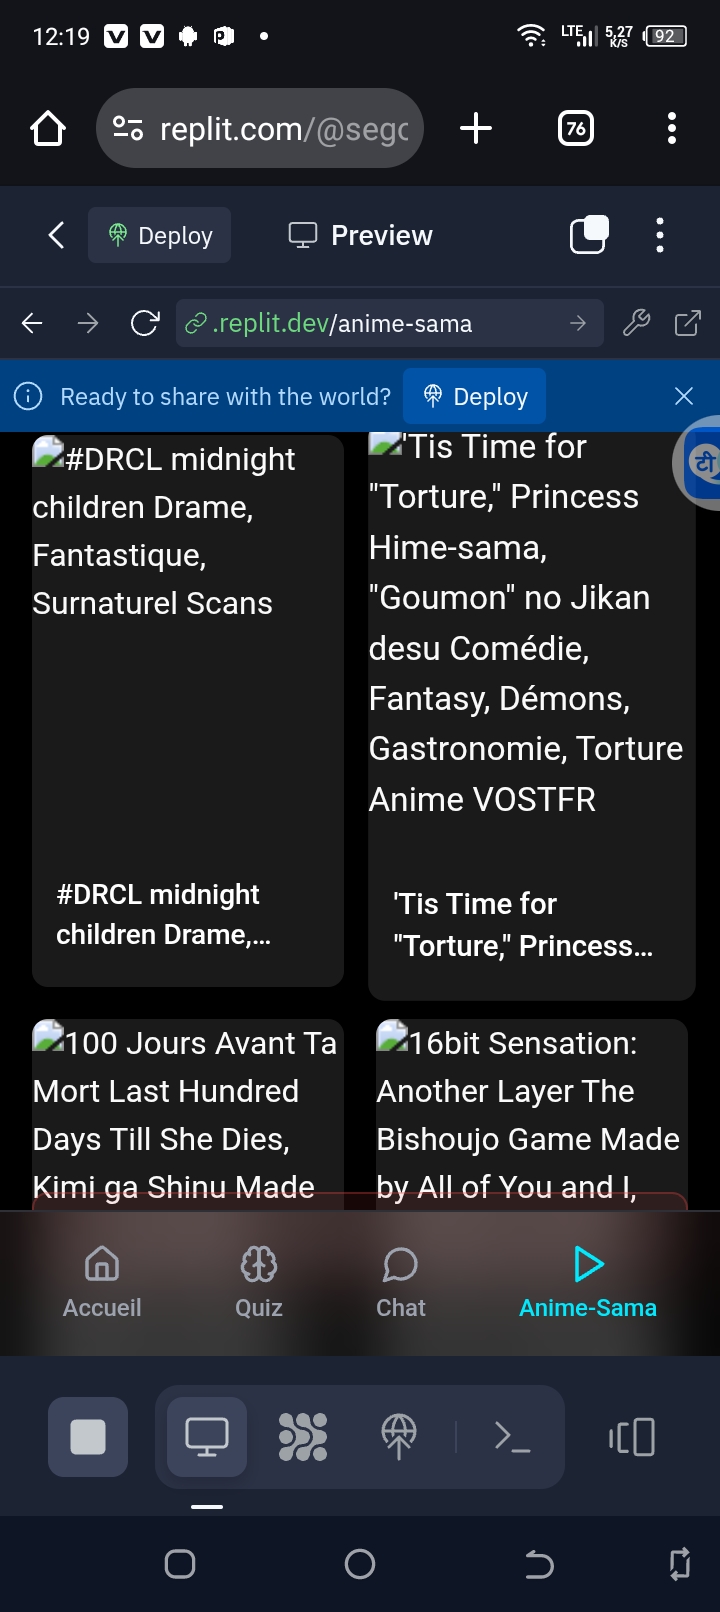 12:19
LTE
5,27
K/S
92
replit.com/@sego
76
Deploy
Preview
.replit.dev/anime-sama
Ready to share with the world?
Deploy
टी
#DRCL midnight
children Drame,
Fantastique,
Surnaturel Scans
#DRCL midnight
children Drame,...
'Tis Time for
"Torture," Princess
Hime-sama,
"Goumon" no Jikan
desu Comédie,
Fantasy, Démons,
Gastronomie, Torture
Anime VOSTFR
'Tis Time for
"Torture," Princess...
100 Jours Avant Ta
Mort Last Hundred
Days Till She Dies,
Kimi ga Shinu Made
16bit Sensation:
Another Layer The
Bishoujo Game Made
by All of You and I,
Accueil
Quiz
Chat
Anime-Sama